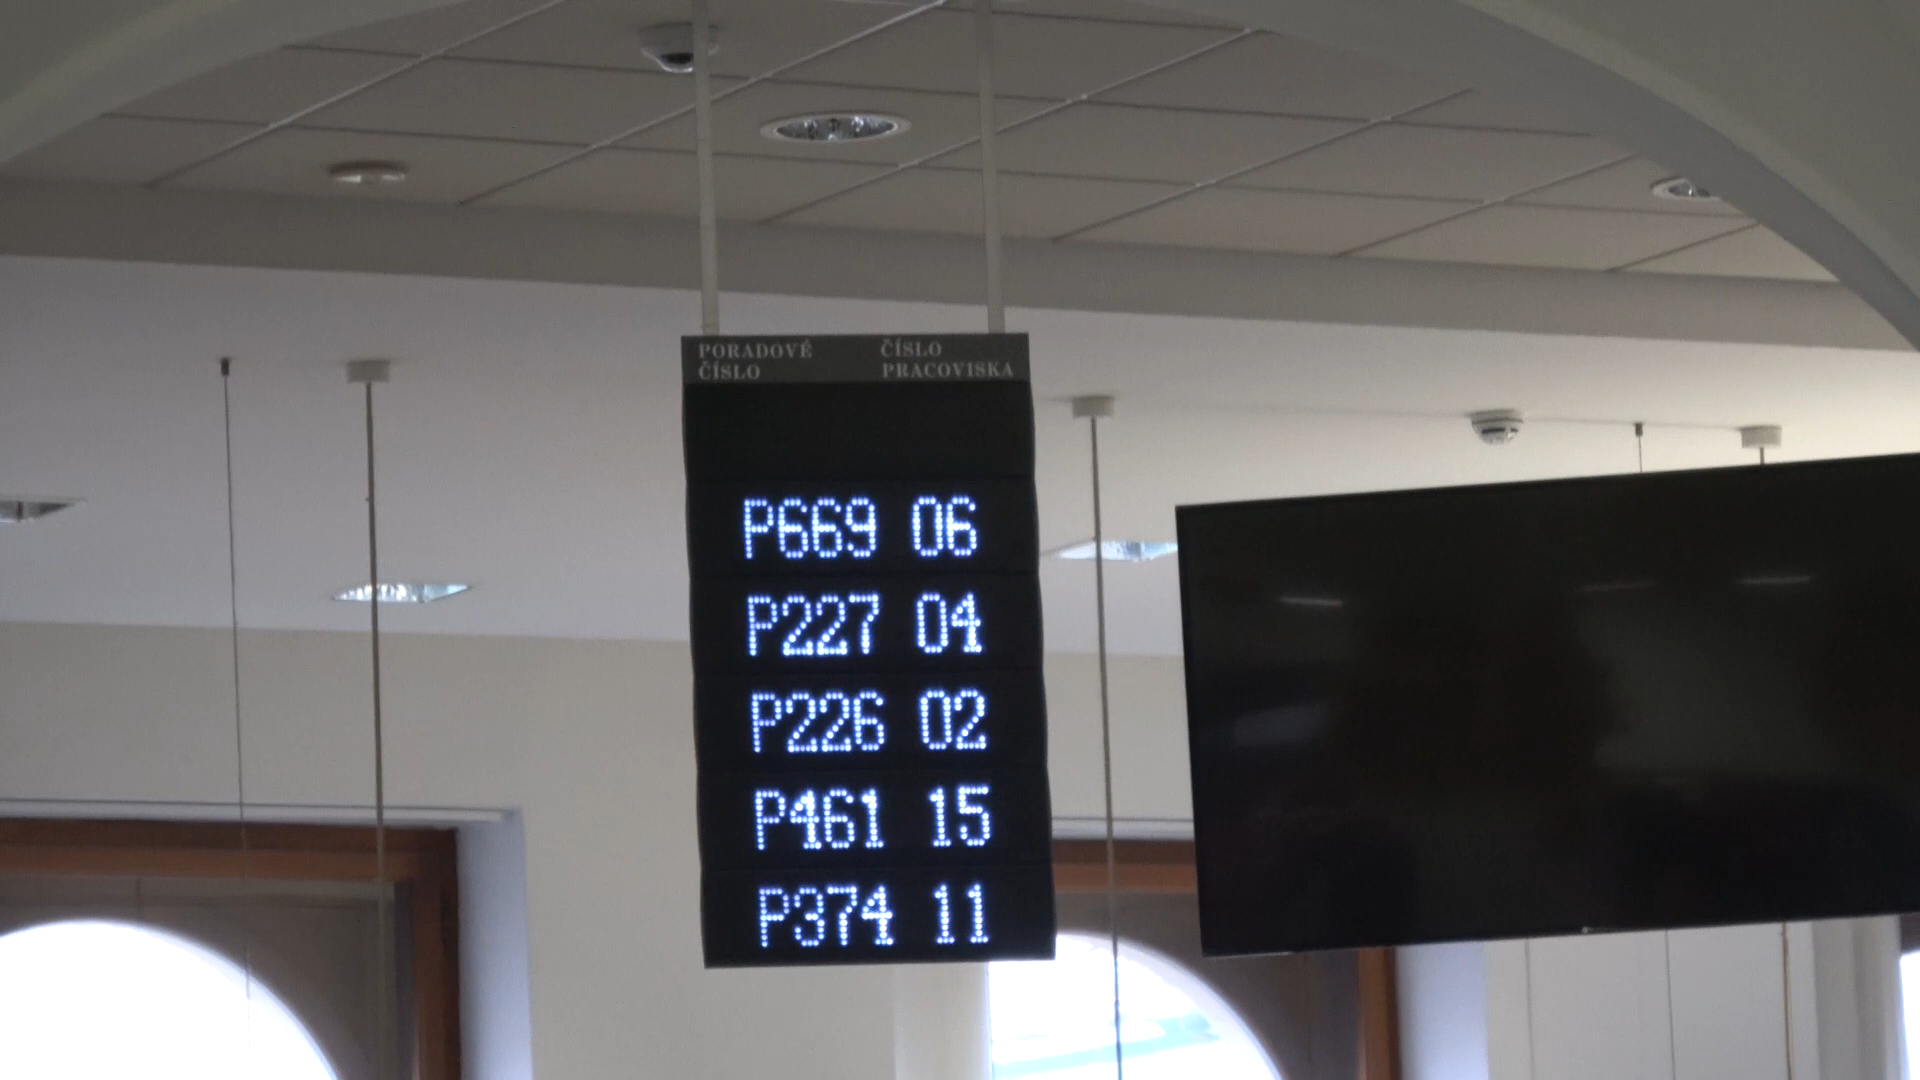 PORADOVÉ ČÍSLO
ČÍSLO PRACOVISKA
P669 06
P227 04
P226 02
P461 15
P374 11